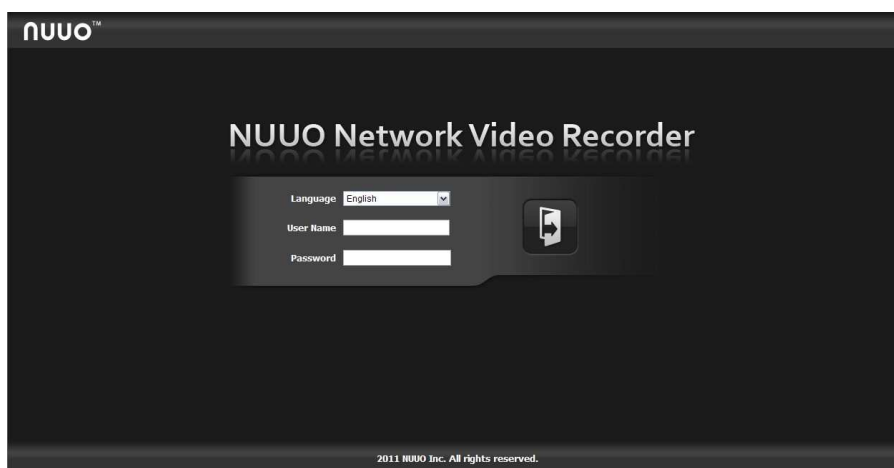 nuuo™
NUUO Network Video Recorder
Language English
User Name
Password
2011 NUUO Inc. All rights reserved.